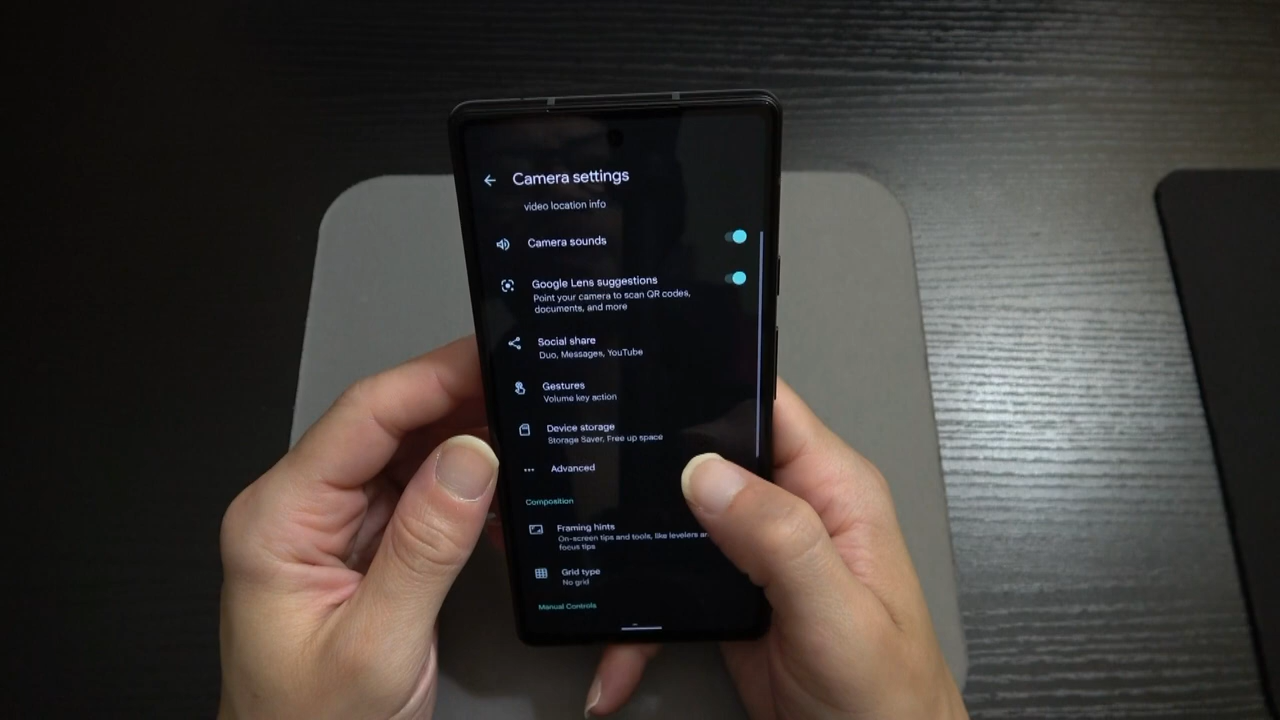 Camera settings
video location info
Camera sounds
Google Lens suggestions
Point your camera to scan QR codes,
documents, and more
Social share
Duo, Messages, YouTube
Gestures
Volume key action
Device storage
Storage Saver, Free up space
Advanced
Composition
Framing hints
On-screen tips and tools, like levelers
focus tips
Grid type
No grid
Manual Controls